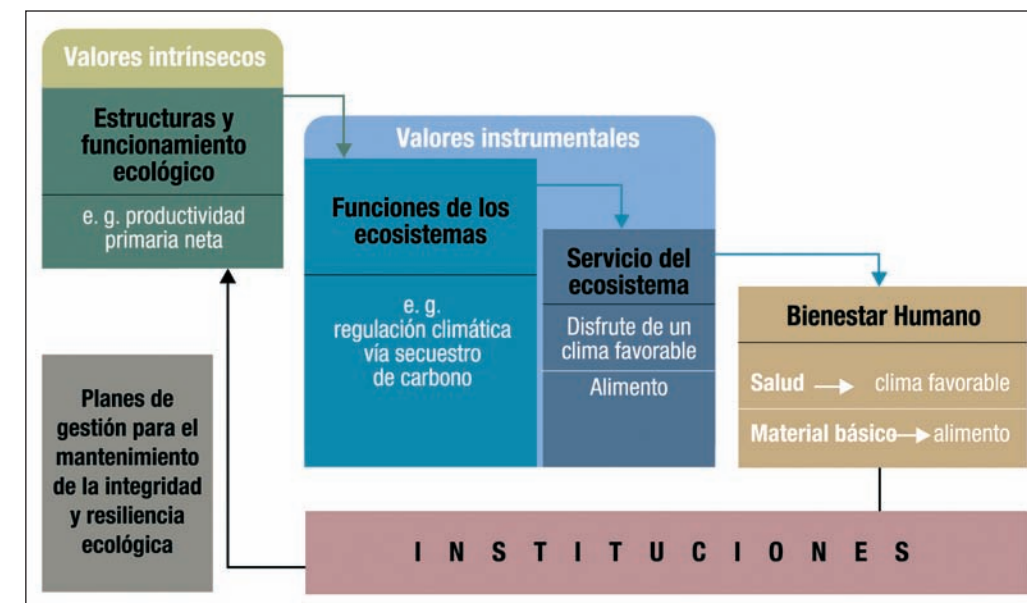 Valores intrínsecos
Estructuras y
funcionamiento
ecológico
e. g. productividad
primaria neta
Valores instrumentales
Funciones de los
ecosistemas
e. g.
regulación climática
vía secuestro
de carbono
Servicio del
ecosistema
Disfrute de un
clima favorable
Alimento
Bienestar Humano
Salud → clima favorable
Material básico → alimento
Planes de
gestión para el
mantenimiento
de la integridad
y resiliencia
ecológica
INSTITUCIONES